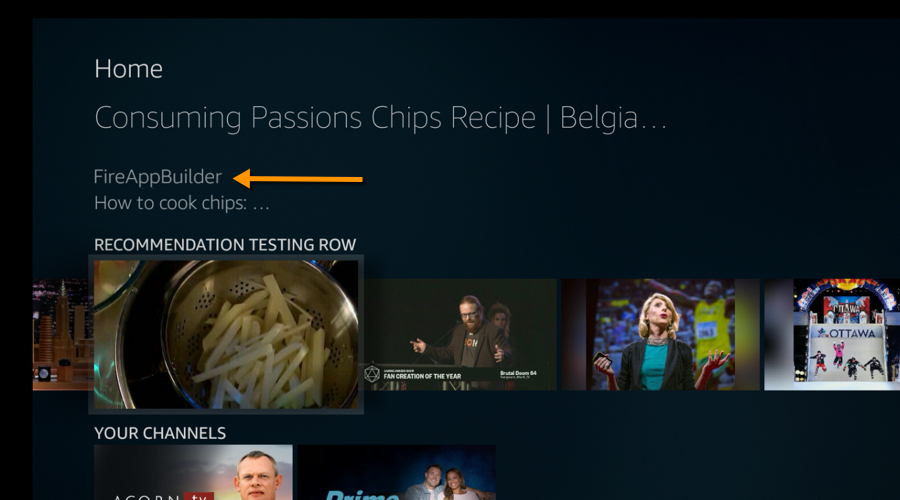 Home
Consuming Passions Chips Recipe | Belgia…
FireAppBuilder
How to cook chips: …
RECOMMENDATION TESTING ROW
FAN CREATION OF THE YEAR
Brutal Doom 64
OTTAWA
OTTAWA
YOUR CHANNELS
ACORN tv
Prime